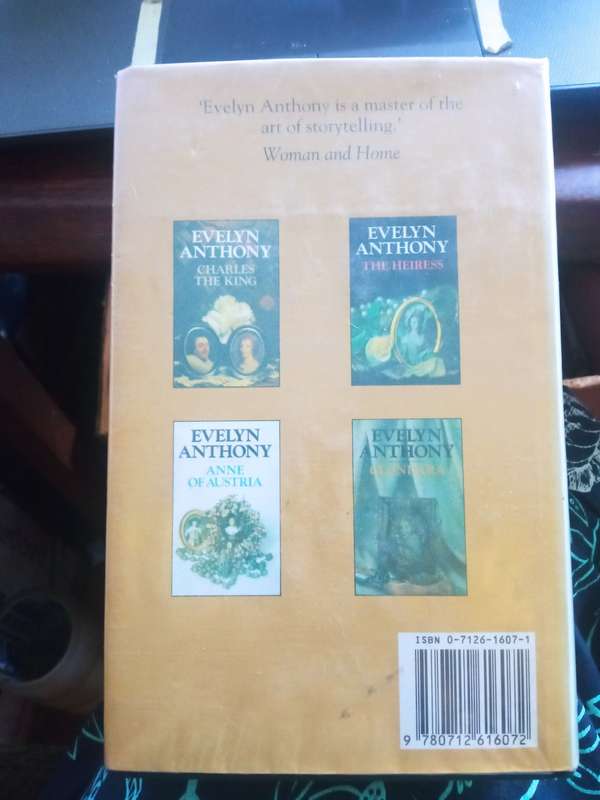 'Evelyn Anthony is a master of the
art of storytelling.'
Woman and Home
EVELYN
ANTHONY
CHARLES
THE KING
EVELYN
ANTHONY
THE HEIRESS
EVELYN
ANTHONY
ANNE
OF AUSTRIA
EVELYN
ANTHONY
ISBN 0-7126-1607-1
9 780712 616072